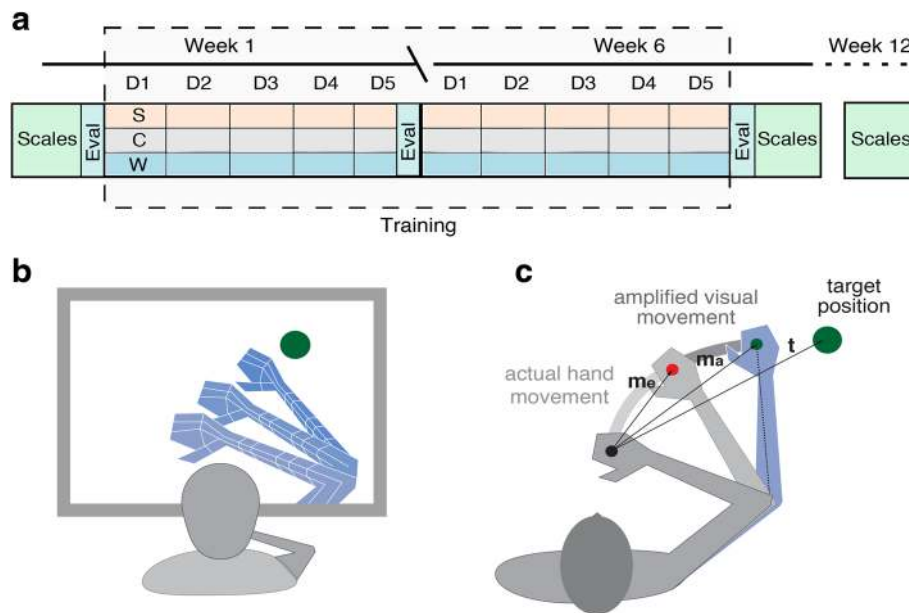 a
Week 1 Week 6 Week 12
D1 D2 D3 D4 D5 D1 D2 D3 D4 D5
Scales Eval S Eval Eval Scales Scales
C
W
Training
b
c
target
position
amplified visual
movement
t
ma
actual hand
movement
me